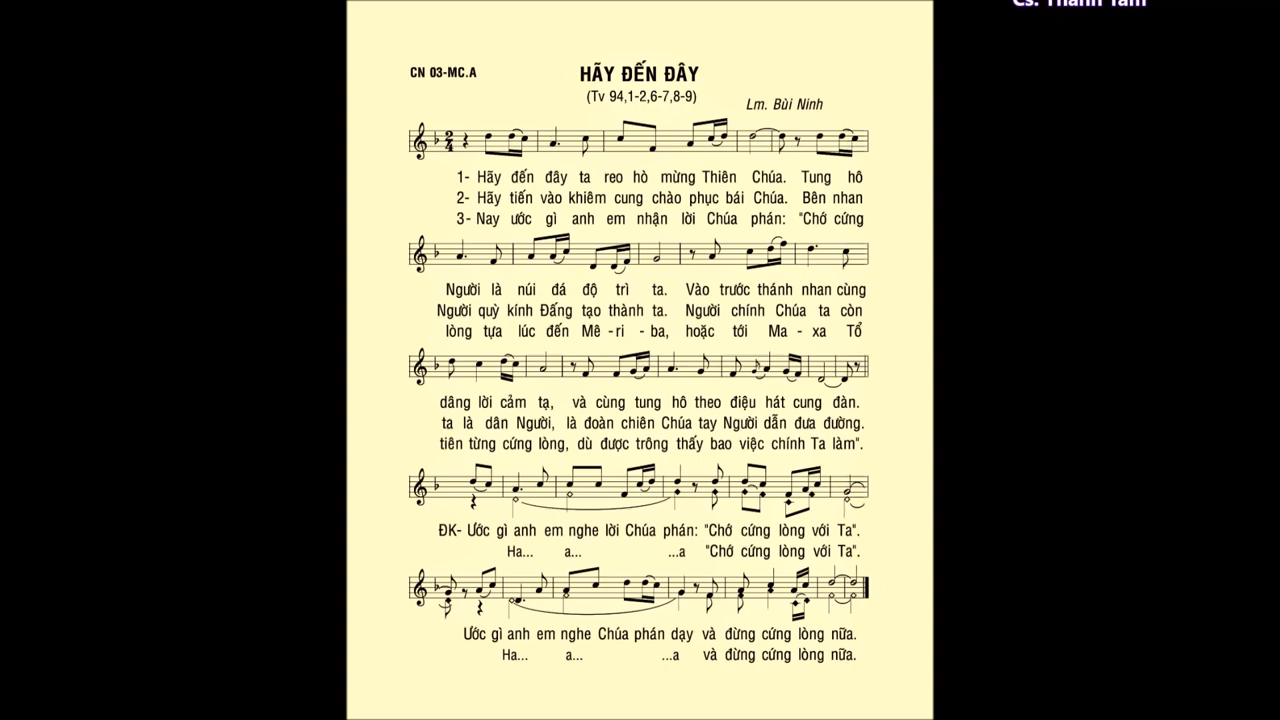 Cs. Thanh Tâm
CN 03-MC.A
HÃY ĐẾN ĐÂY
(Tv 94,1-2,6-7,8-9)
Lm. Bùi Ninh
2
4
1- Hãy đến đây ta reo hò mừng Thiên Chúa. Tung hô
2- Hãy tiến vào khiêm cung chào phục bái Chúa. Bên nhan
3- Nay ước gì anh em nhận lời Chúa phán: "Chớ cứng
Người là núi đá độ trì ta. Vào trước thánh nhan cùng
Người quỳ kính Đấng tạo thành ta. Người chính Chúa ta còn
lòng tựa lúc đến Mê - ri - ba, hoặc tới Ma - xa Tổ
dâng lời cảm tạ, và cùng tung hô theo điệu hát cung đàn.
ta là dân Người, là đoàn chiên Chúa tay Người dẫn đưa đường.
tiên từng cứng lòng, dù được trông thấy bao việc chính Ta làm".
ĐK- Ước gì anh em nghe lời Chúa phán: "Chớ cứng lòng với Ta".
Ha... a... ...a "Chớ cứng lòng với Ta".
Ước gì anh em nghe Chúa phán dạy và đừng cứng lòng nữa.
Ha... a... ...a và đừng cứng lòng nữa.